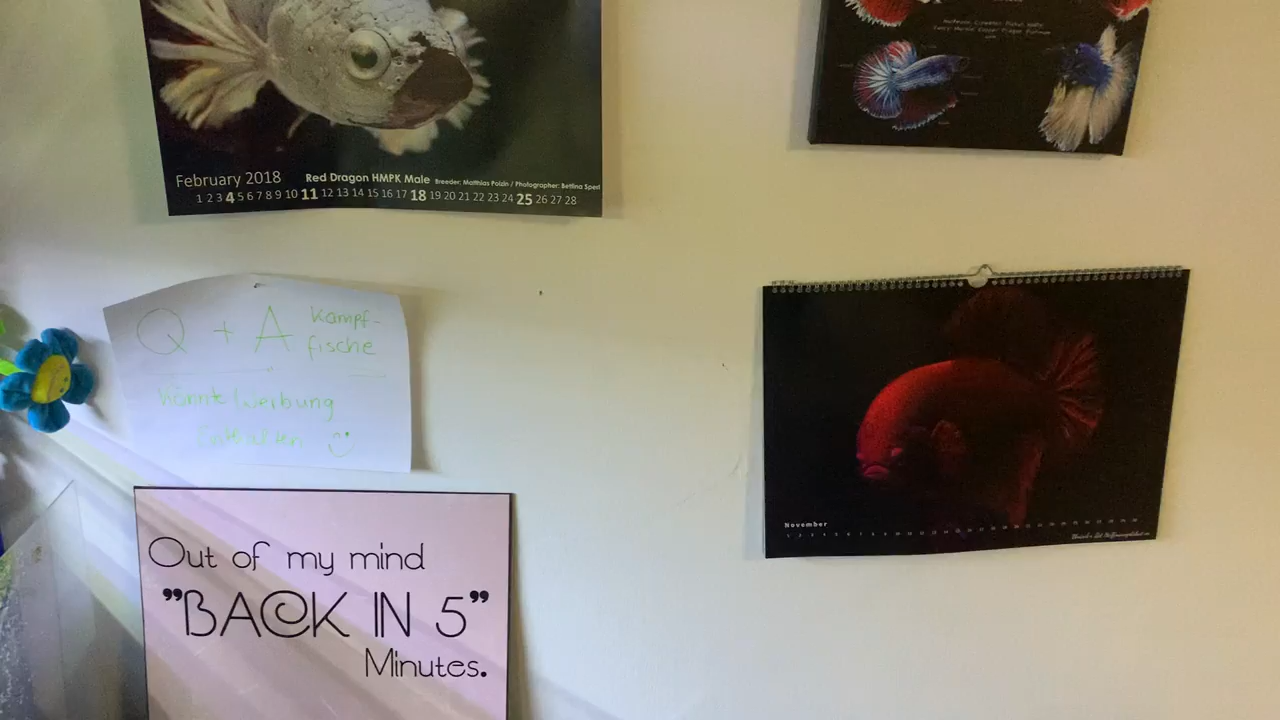 February 2018 Red Dragon HMPK Male Breeder: Matthias Polzin / Photographer: Bettina
1 2 3 4 5 6 7 8 9 10 11 12 13 14 15 16 17 18 19 20 21 22 23 24 25 26 27 28
Q + A Kampf-
fische
Könnte Werbung
Enthalten
November
Out of my mind
"BACK IN 5"
Minutes.